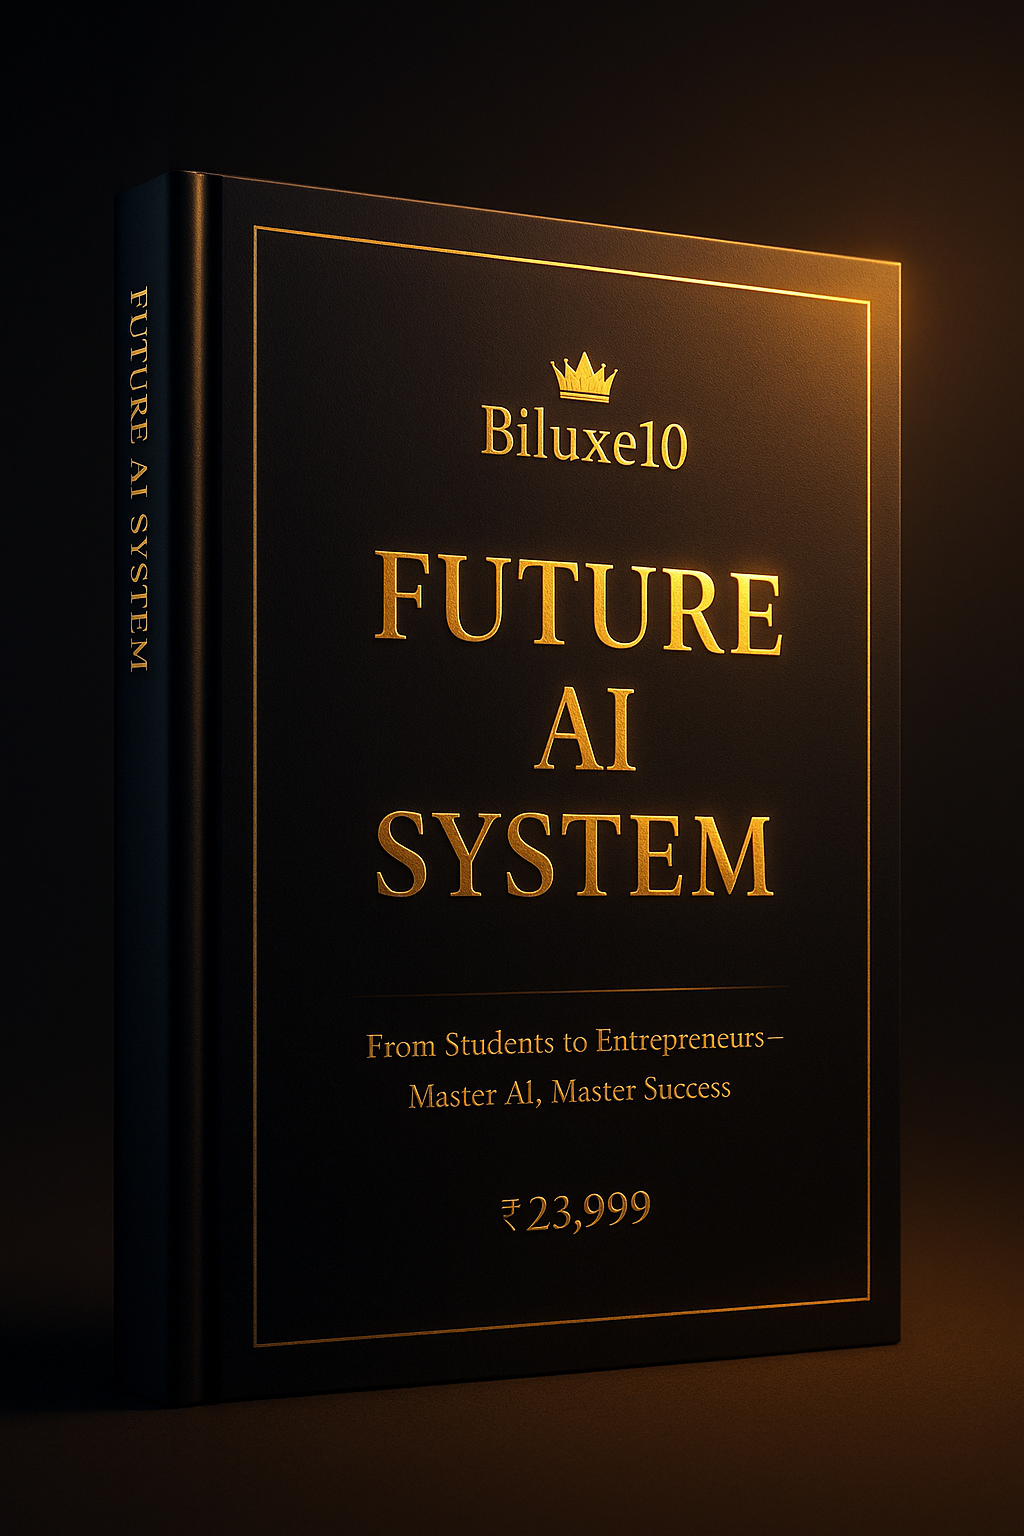 FUTURE AI SYSTEM
Biluxe10
FUTURE
AI
SYSTEM
From Students to Entrepreneurs–
Master AI, Master Success
₹23,999